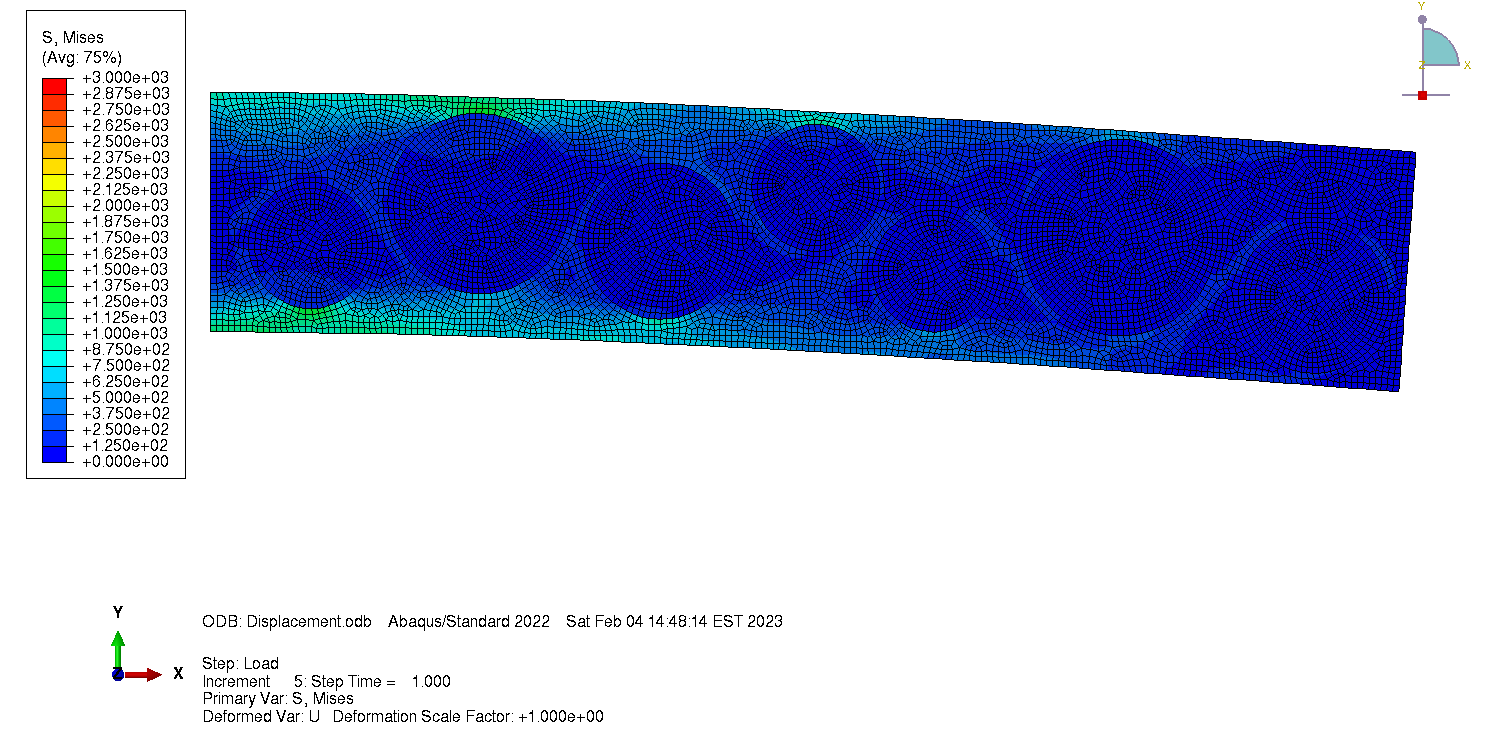 S, Mises
(Avg: 75%)
+3.000e+03
+2.875e+03
+2.750e+03
+2.625e+03
+2.500e+03
+2.375e+03
+2.250e+03
+2.125e+03
+2.000e+03
+1.875e+03
+1.750e+03
+1.625e+03
+1.500e+03
+1.375e+03
+1.250e+03
+1.125e+03
+1.000e+03
+8.750e+02
+7.500e+02
+6.250e+02
+5.000e+02
+3.750e+02
+2.500e+02
+1.250e+02
+0.000e+00
Y
Z X
Y
Z X
ODB: Displacement.odb Abaqus/Standard 2022 Sat Feb 04 14:48:14 EST 2023
Step: Load
Increment 5: Step Time = 1.000
Primary Var: S, Mises
Deformed Var: U Deformation Scale Factor: +1.000e+00